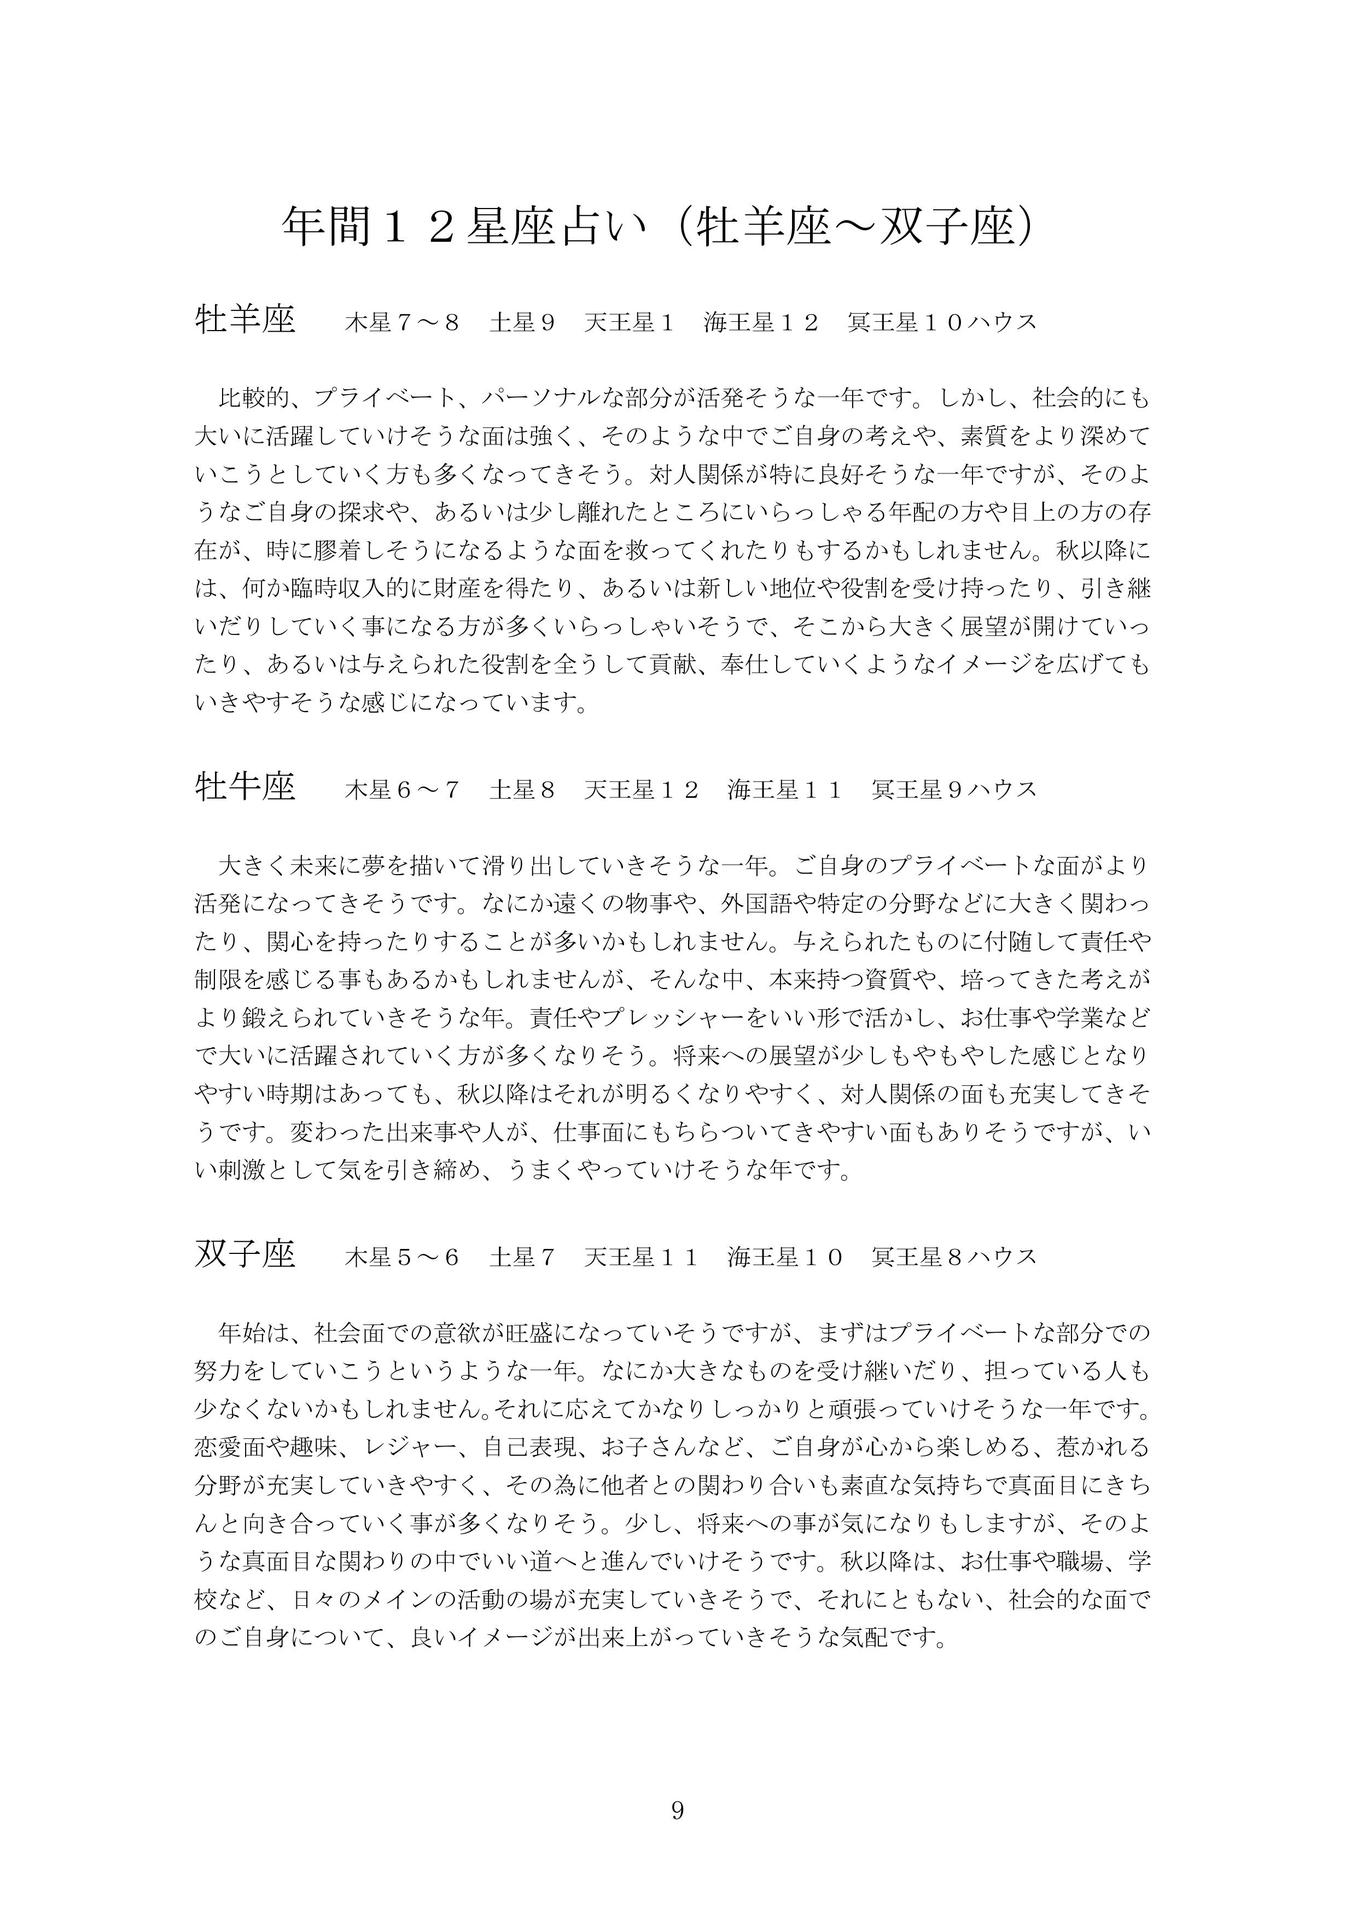 年間１２星座占い（牡羊座～双子座）
牡羊座　木星７～８　土星９　天王星１　海王星１２　冥王星１０ハウス
比較的、プライベート、パーソナルな部分が活発そうな一年です。しかし、社会的にも
大いに活躍していけそうな面は強く、そのような中でご自身の考えや、素質をより深めて
いこうとしていく方も多くなってきそう。対人関係が特に良好そうな一年ですが、そのよ
うなご自身の探求や、あるいは少し離れたところにいらっしゃる年配の方や目上の方の存
在が、時に膠着しそうになるような面を救ってくれたりもするかもしれません。秋以降に
は、何か臨時収入的に財産を得たり、あるいは新しい地位や役割を受け持ったり、引き継
いだりしていく事になる方が多くいらっしゃいそうで、そこから大きく展望が開けていっ
たり、あるいは与えられた役割を全うして貢献、奉仕していくようなイメージを広げても
いきやすそうな感じになっています。
牡牛座　木星６～７　土星８　天王星１２　海王星１１　冥王星９ハウス
大きく未来に夢を描いて滑り出していきそうな一年。ご自身のプライベートな面がより
活発になってきそうです。なにか遠くの物事や、外国語や特定の分野などに大きく関わっ
たり、関心を持ったりすることが多いかもしれません。与えられたものに付随して責任や
制限を感じる事もあるかもしれませんが、そんな中、本来持つ資質や、培ってきた考えが
より鍛えられていきそうな年。責任やプレッシャーをいい形で活かし、お仕事や学業など
で大いに活躍されていく方が多くなりそう。将来への展望が少しもやもやした感じとなり
やすい時期はあっても、秋以降はそれが明るくなりやすく、対人関係の面も充実してきそ
うです。変わった出来事や人が、仕事面にもちらついてきやすい面もありそうですが、い
い刺激として気を引き締め、うまくやっていけそうな年です。
双子座　木星５～６　土星７　天王星１１　海王星１０　冥王星８ハウス
年始は、社会面での意欲が旺盛になっていそうですが、まずはプライベートな部分での
努力をしていこうというような一年。なにか大きなものを受け継いだり、担っている人も
少なくないかもしれません。それに応えてかなりしっかりと頑張っていけそうな一年です。
恋愛面や趣味、レジャー、自己表現、お子さんなど、ご自身が心から楽しめる、惹かれる
分野が充実していきやすく、その為に他者との関わり合いも素直な気持ちで真面目にきち
んと向き合っていく事が多くなりそう。少し、将来への事が気になりもしますが、そのよ
うな真面目な関わりの中でいい道へと進んでいけそうです。秋以降は、お仕事や職場、学
校など、日々のメインの活動の場が充実していきそうで、それにともない、社会的な面で
のご自身について、良いイメージが出来上がっていきそうな気配です。
9